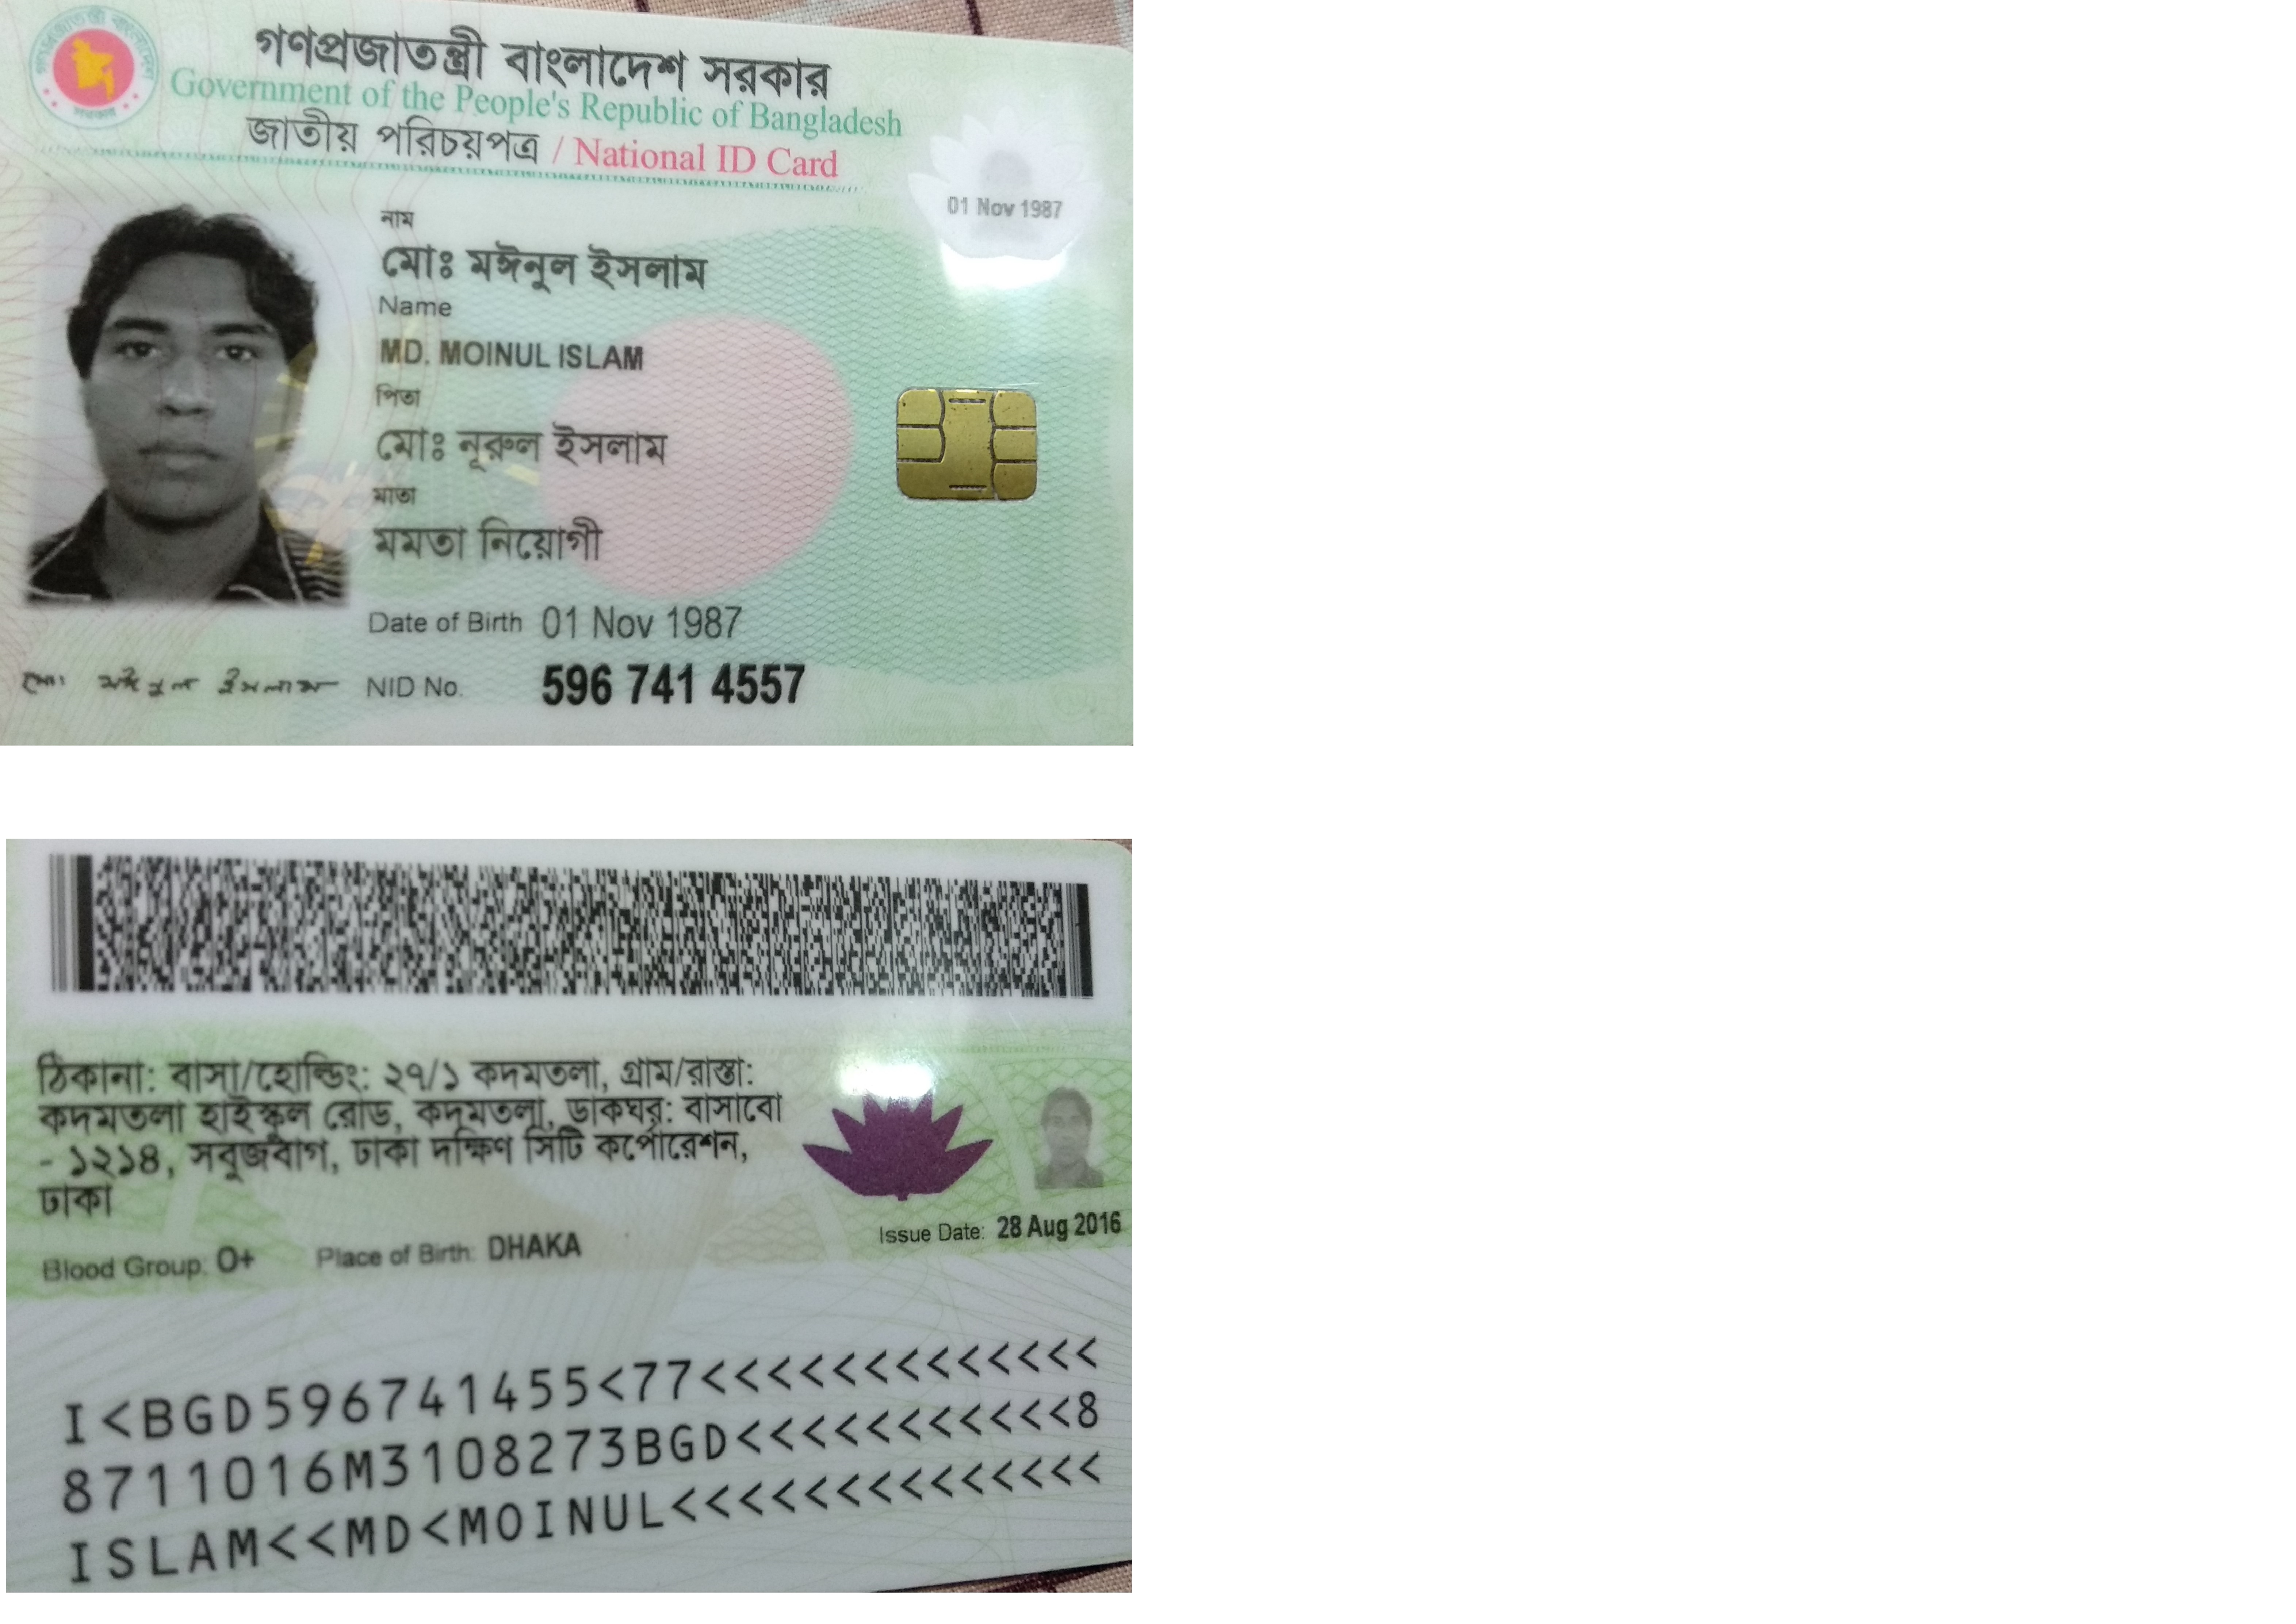 গণপ্রজাতন্ত্রী বাংলাদেশ সরকার
Government of the People's Republic of Bangladesh
জাতীয় পরিচয়পত্র / National ID Card
01 Nov 1987
নাম
মোঃ মঈনুল ইসলাম
Name
MD. MOINUL ISLAM
পিতা
মোঃ নূরুল ইসলাম
মাতা
মমতা নিয়োগী
Date of Birth 01 Nov 1987
মোঃ মঈনুল ইসলাম NID No. 596 741 4557
ঠিকানা: বাসা/হোল্ডিং: ২৭/১ কদমতলা, গ্রাম/রাস্তা:
কদমতলা হাইস্কুল রোড, কদমতলা, ডাকঘর: বাসাবো
- ১২১৪, সবুজবাগ, ঢাকা দক্ষিণ সিটি কর্পোরেশন,
ঢাকা
Blood Group: O+ Place of Birth: DHAKA Issue Date: 28 Aug 2016
I<BGD596741455<77<<<<<<<<<<<<<
8711016M3108273BGD<<<<<<<<<<<8
ISLAM<<MD<MOINUL<<<<<<<<<<<<<<